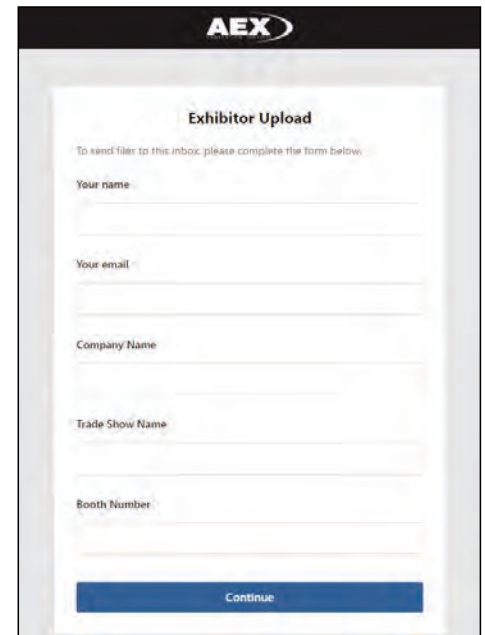 AEX
Exhibitor Upload
To send files to this inbox, please complete the form below.
Your name
Your email
Company Name
Trade Show Name
Booth Number
Continue